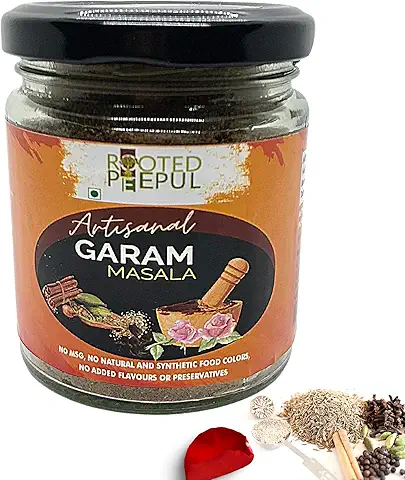 ROOTED
PEEPUL
Artisanal
GARAM
MASALA
NO MSG, NO NATURAL AND SYNTHETIC FOOD COLORS,
NO ADDED FLAVOURS OR PRESERVATIVES